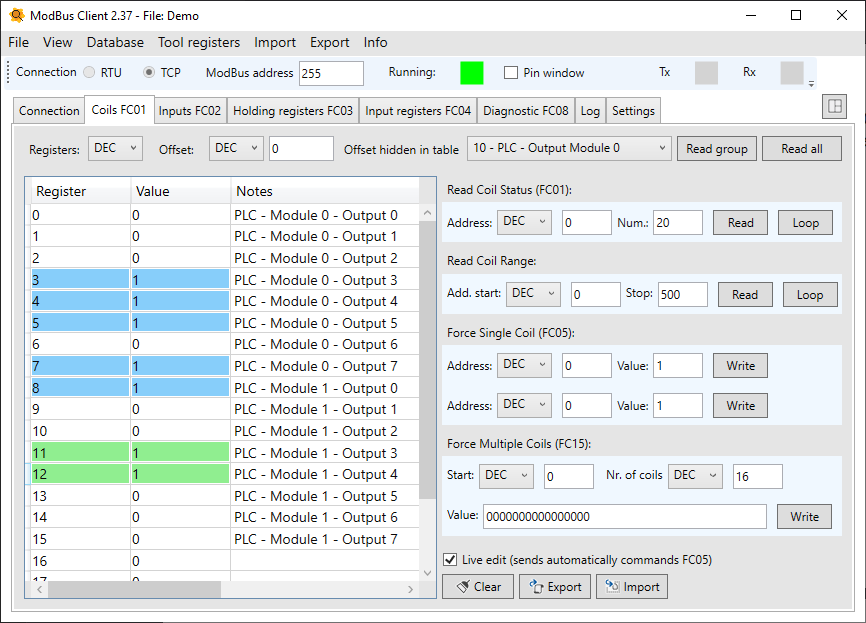 ModBus Client 2.37 - File: Demo
File View Database Tool registers Import Export Info
Connection RTU TCP ModBus address 255 Running: Pin window Tx Rx
Connection Coils FC01 Inputs FC02 Holding registers FC03 Input registers FC04 Diagnostic FC08 Log Settings
Registers: DEC Offset: DEC 0 Offset hidden in table 10 - PLC - Output Module 0 Read group Read all
Register Value Notes
0 0 PLC - Module 0 - Output 0
1 0 PLC - Module 0 - Output 1
2 0 PLC - Module 0 - Output 2
3 1 PLC - Module 0 - Output 3
4 1 PLC - Module 0 - Output 4
5 1 PLC - Module 0 - Output 5
6 0 PLC - Module 0 - Output 6
7 1 PLC - Module 0 - Output 7
8 1 PLC - Module 1 - Output 0
9 0 PLC - Module 1 - Output 1
10 0 PLC - Module 1 - Output 2
11 1 PLC - Module 1 - Output 3
12 1 PLC - Module 1 - Output 4
13 0 PLC - Module 1 - Output 5
14 0 PLC - Module 1 - Output 6
15 0 PLC - Module 1 - Output 7
16 0
17 0
Read Coil Status (FC01):
Address: DEC 0 Num.: 20 Read Loop
Read Coil Range:
Add. start: DEC 0 Stop: 500 Read Loop
Force Single Coil (FC05):
Address: DEC 0 Value: 1 Write
Address: DEC 0 Value: 1 Write
Force Multiple Coils (FC15):
Start: DEC 0 Nr. of coils DEC 16
Value: 0000000000000000 Write
Live edit (sends automatically commands FC05)
Clear Export Import